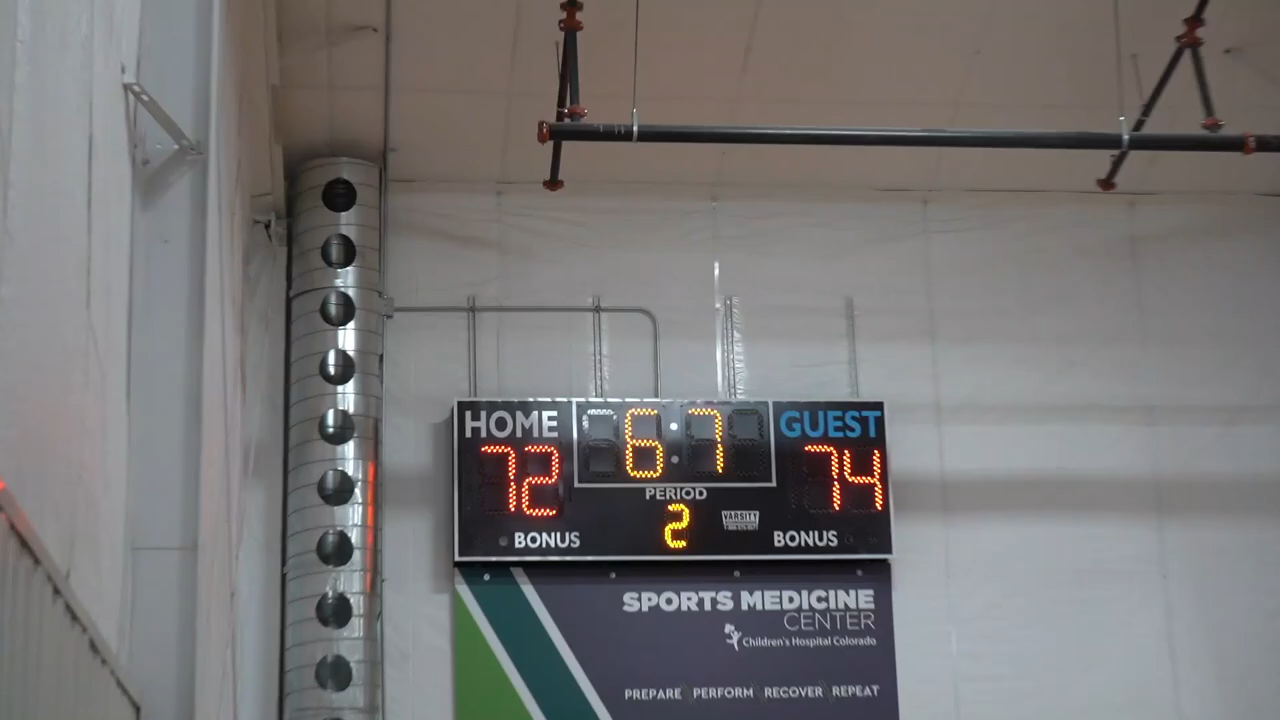 HOME 6:7 GUEST
72 74
PERIOD
2
VARSITY
BONUS BONUS
SPORTS MEDICINE
CENTER
Children's Hospital Colorado
PREPARE PERFORM RECOVER REPEAT